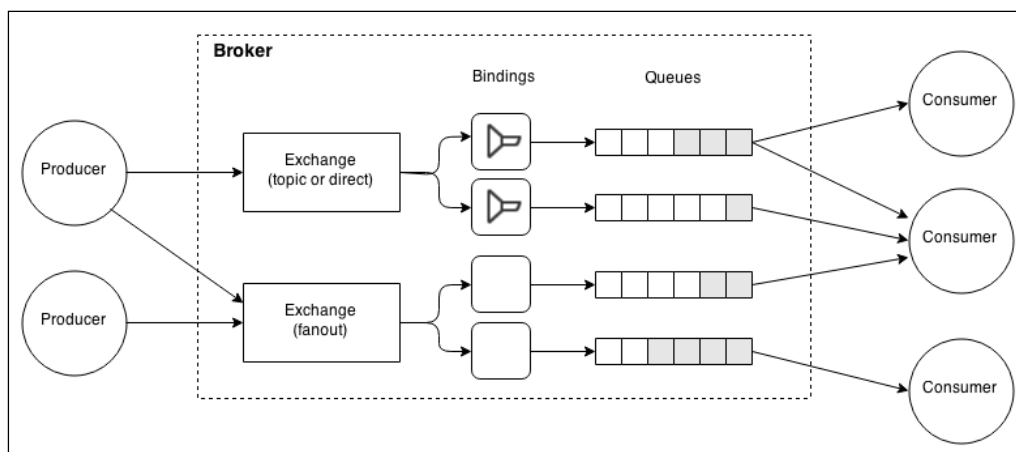 Broker
Bindings
Queues
Consumer
Producer
Exchange
(topic or direct)
Consumer
Producer
Exchange
(fanout)
Consumer